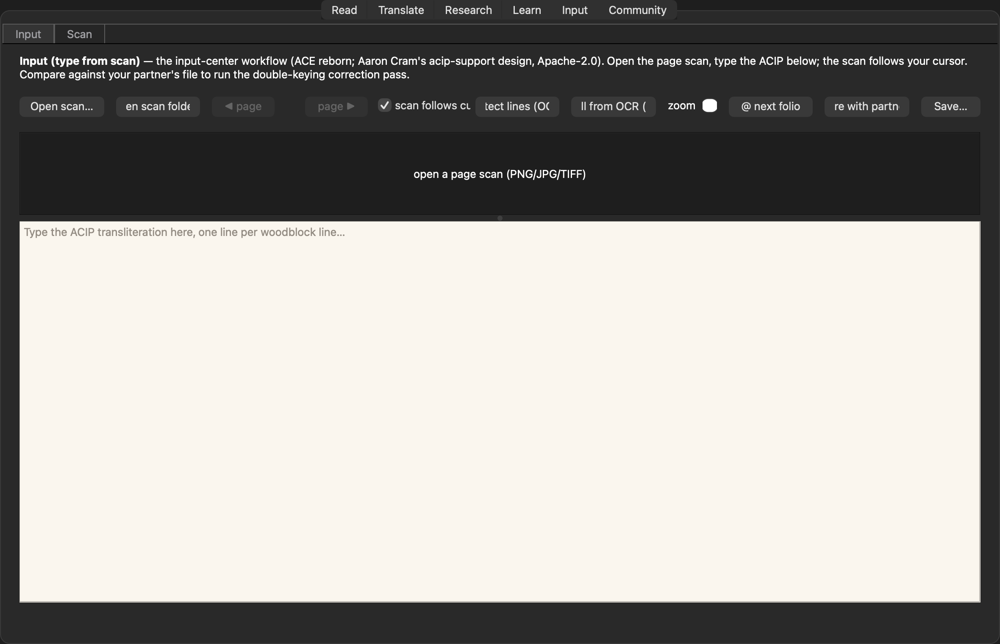 Read Translate Research Learn Input Community
Input Scan
Input (type from scan) — the input-center workflow (ACE reborn; Aaron Cram's acip-support design, Apache-2.0). Open the page scan, type the ACIP below; the scan follows your cursor.
Compare against your partner's file to run the double-keying correction pass.
Open scan... en scan folde ◀ page page ▶ scan follows cu tect lines (OC ll from OCR ( zoom @ next folio re with partn Save...
open a page scan (PNG/JPG/TIFF)
Type the ACIP transliteration here, one line per woodblock line...